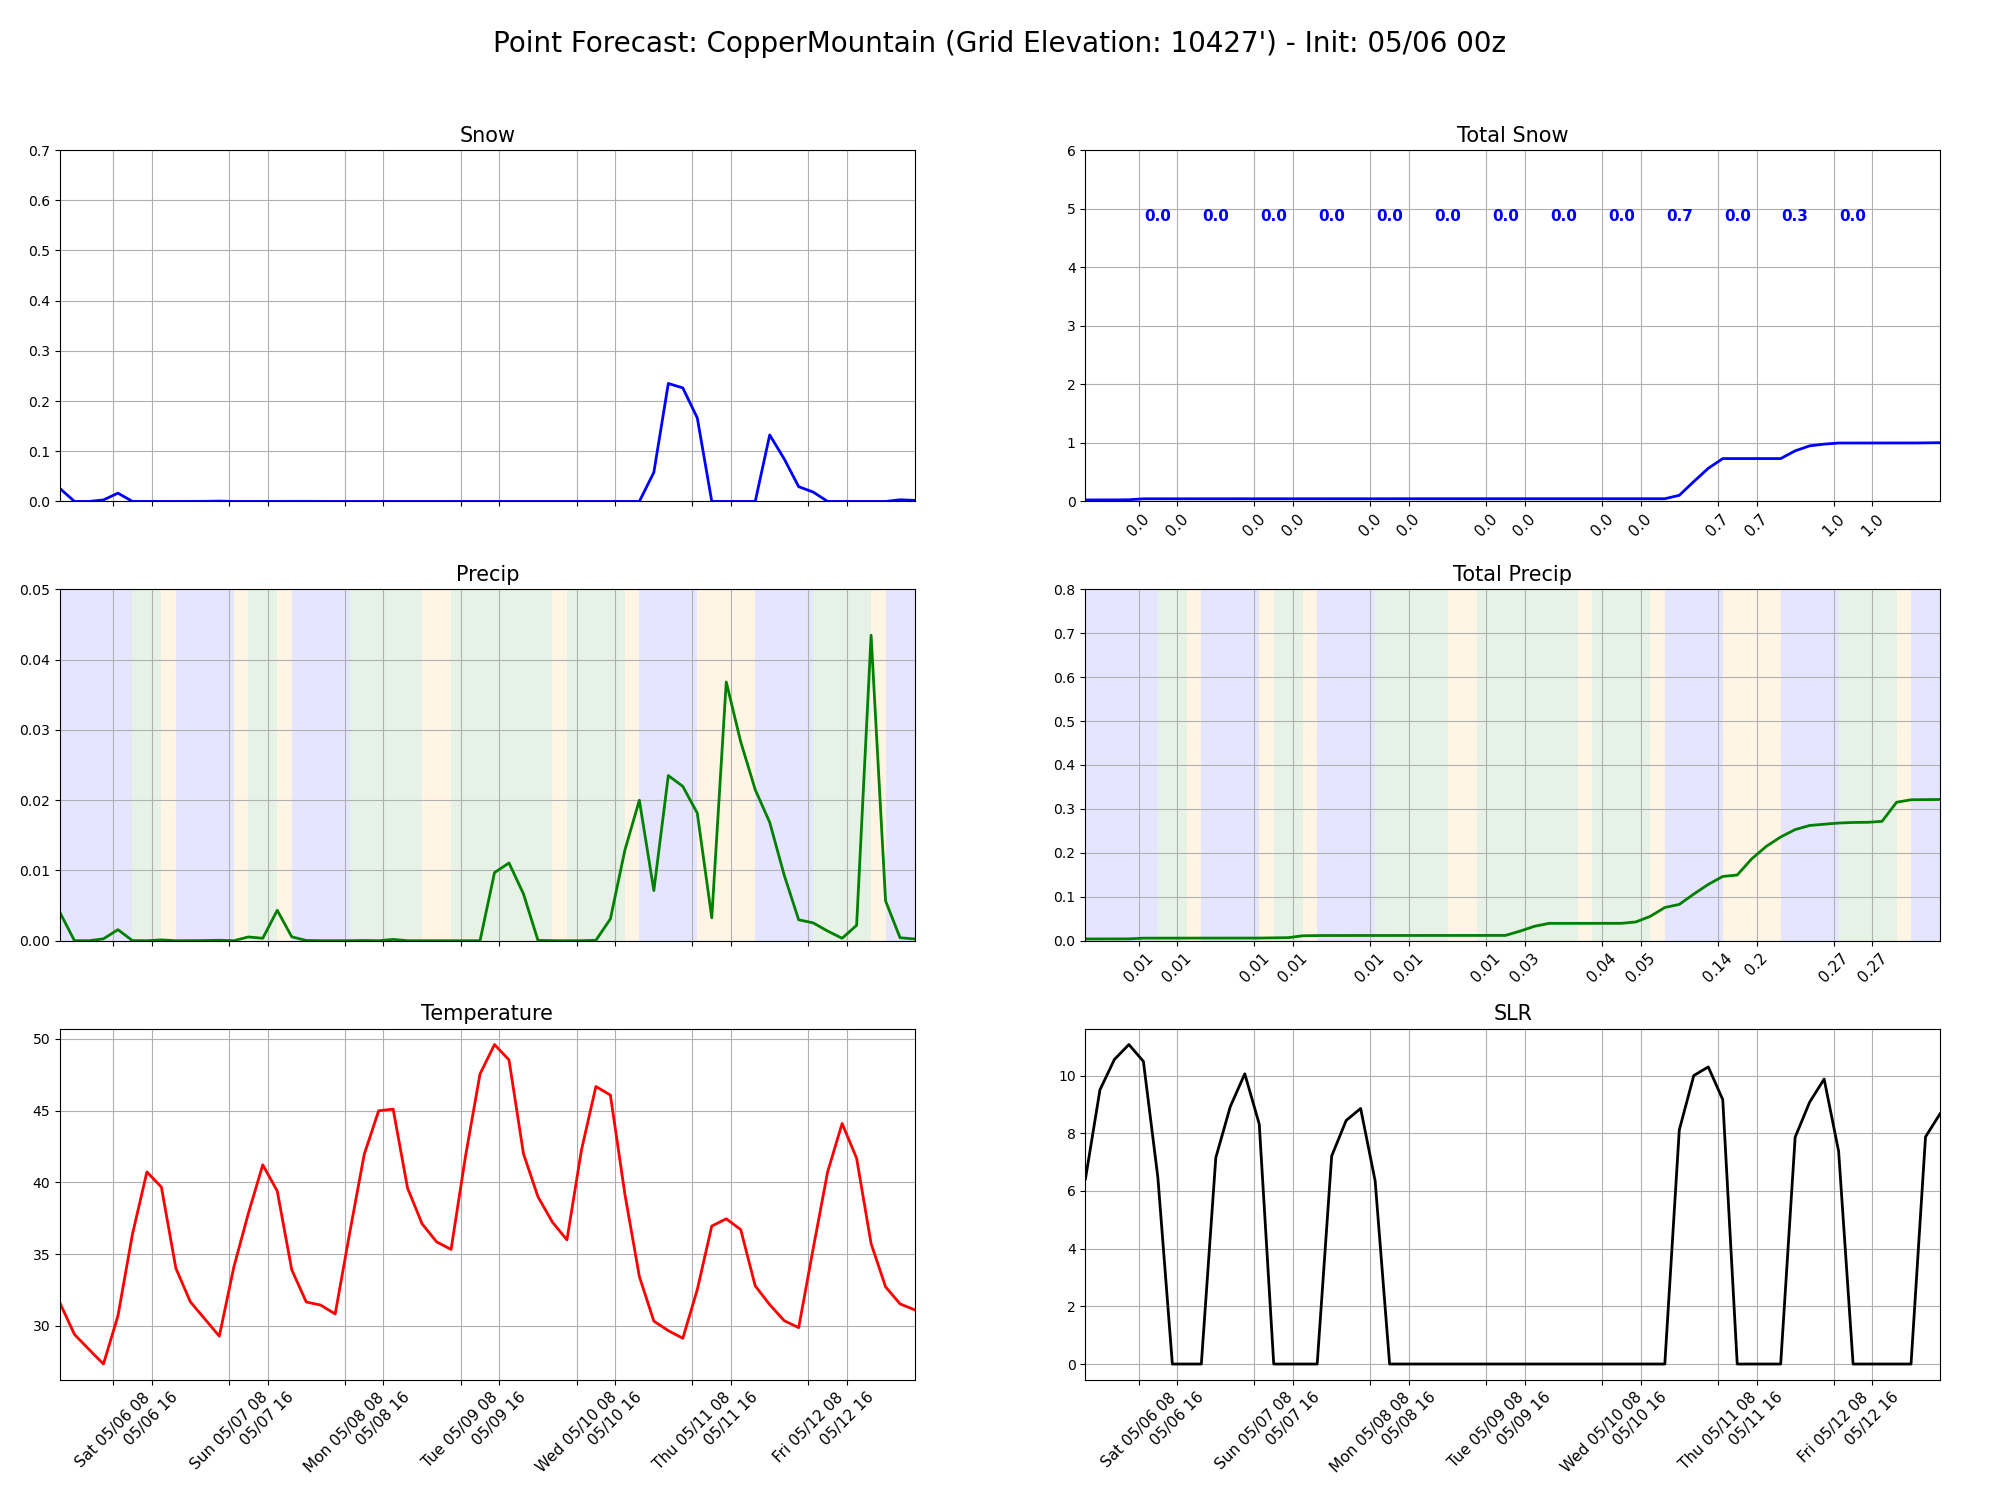 Point Forecast: CopperMountain (Grid Elevation: 10427') - Init: 05/06 00z
Snow
0.7
0.6
0.5
0.4
0.3
0.2
0.1
0.0
Total Snow
6
5
4
3
2
1
0
0.0 0.0 0.0 0.0 0.0 0.0 0.0 0.0 0.0 0.7 0.0 0.3 0.0
0.0 0.0 0.0 0.0 0.0 0.0 0.0 0.0 0.0 0.0 0.7 0.7 1.0 1.0
Precip
0.05
0.04
0.03
0.02
0.01
0.00
Total Precip
0.8
0.7
0.6
0.5
0.4
0.3
0.2
0.1
0.0
0.01 0.01 0.01 0.01 0.01 0.01 0.01 0.03 0.04 0.05 0.14 0.2 0.27 0.27
Temperature
50
45
40
35
30
Sat 05/06 08
05/06 16
Sun 05/07 08
05/07 16
Mon 05/08 08
05/08 16
Tue 05/09 08
05/09 16
Wed 05/10 08
05/10 16
Thu 05/11 08
05/11 16
Fri 05/12 08
05/12 16
SLR
10
8
6
4
2
0
Sat 05/06 08
05/06 16
Sun 05/07 08
05/07 16
Mon 05/08 08
05/08 16
Tue 05/09 08
05/09 16
Wed 05/10 08
05/10 16
Thu 05/11 08
05/11 16
Fri 05/12 08
05/12 16